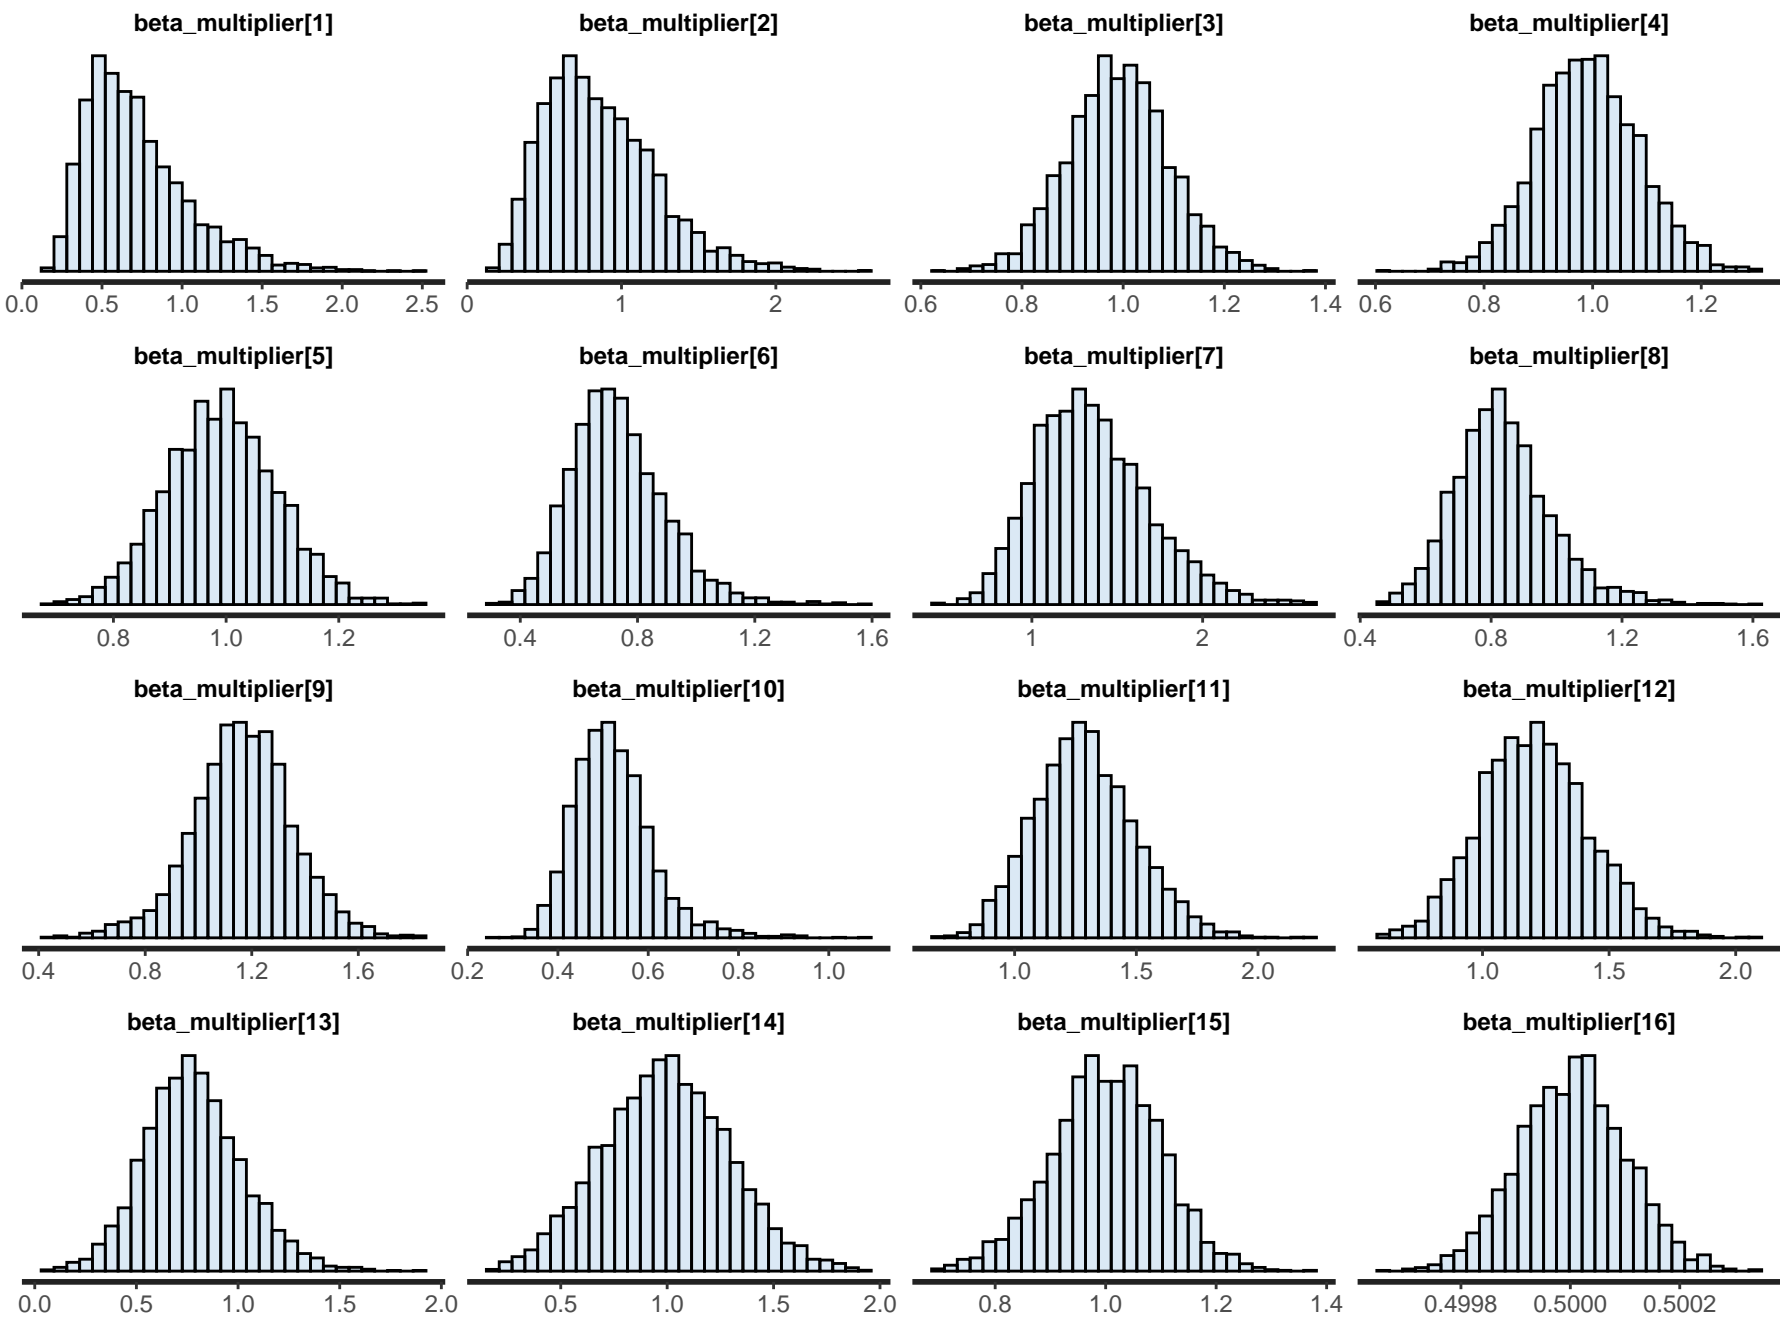 beta_multiplier[1] beta_multiplier[2] beta_multiplier[3] beta_multiplier[4]
0.0 0.5 1.0 1.5 2.0 2.5 0 1 2 0.6 0.8 1.0 1.2 1.4 0.6 0.8 1.0 1.2
beta_multiplier[5] beta_multiplier[6] beta_multiplier[7] beta_multiplier[8]
0.8 1.0 1.2 0.4 0.8 1.2 1.6 1 2 0.4 0.8 1.2 1.6
beta_multiplier[9] beta_multiplier[10] beta_multiplier[11] beta_multiplier[12]
0.4 0.8 1.2 1.6 0.2 0.4 0.6 0.8 1.0 1.0 1.5 2.0 1.0 1.5 2.0
beta_multiplier[13] beta_multiplier[14] beta_multiplier[15] beta_multiplier[16]
0.0 0.5 1.0 1.5 2.0 0.5 1.0 1.5 2.0 0.8 1.0 1.2 1.4 0.4998 0.5000 0.5002